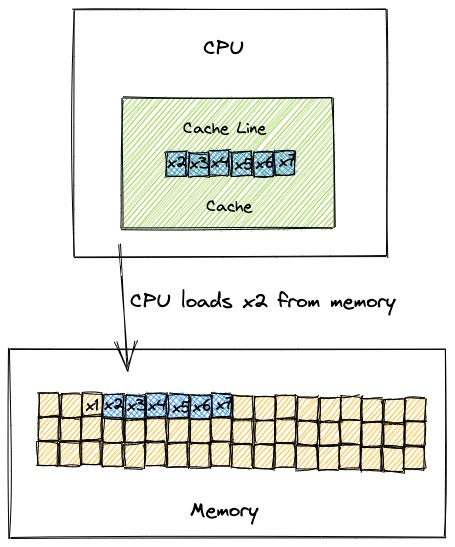 CPU
Cache Line
x2 x3 x4 x5 x6 x7
Cache
CPU loads x2 from memory
x1 x2 x3 x4 x5 x6 x7
Memory